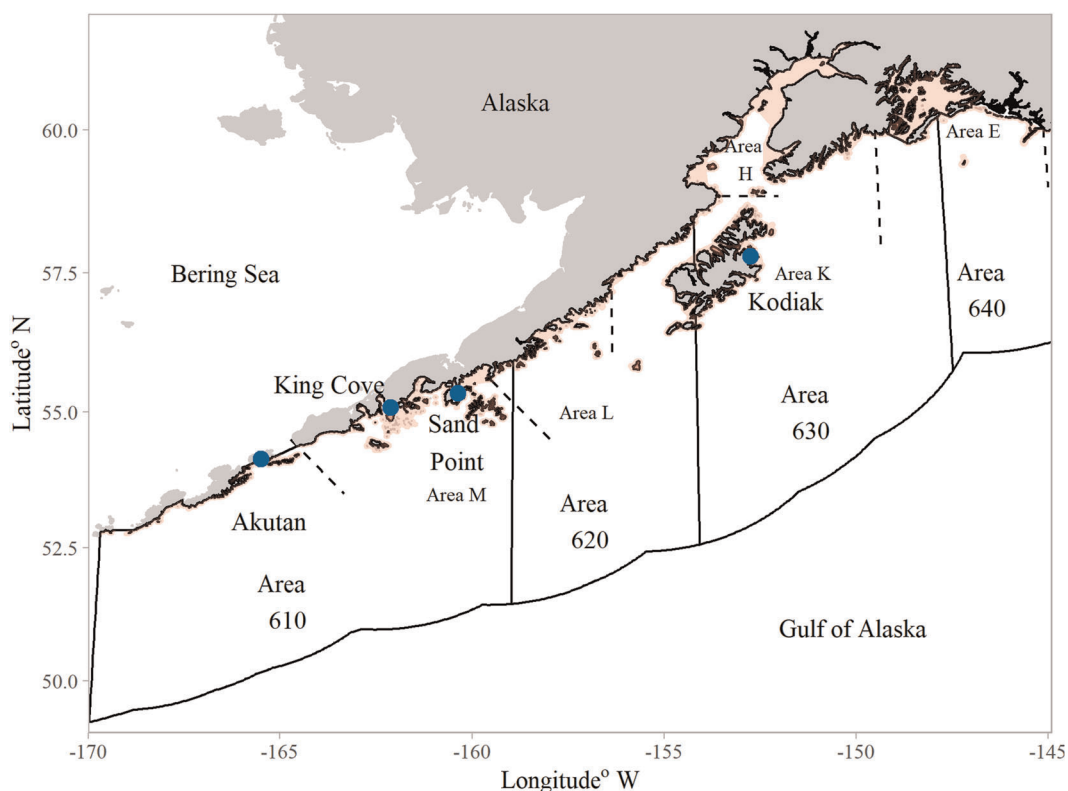 Alaska
60.0
Area E
Area
H
Bering Sea
57.5
Area K
Kodiak
Area
640
Latitude° N
King Cove
55.0
Sand
Point
Area L
Area
630
Area M
Akutan
52.5
Area
620
Area
610
Gulf of Alaska
50.0
-170
-165
-160
-155
-150
-145
Longitude° W